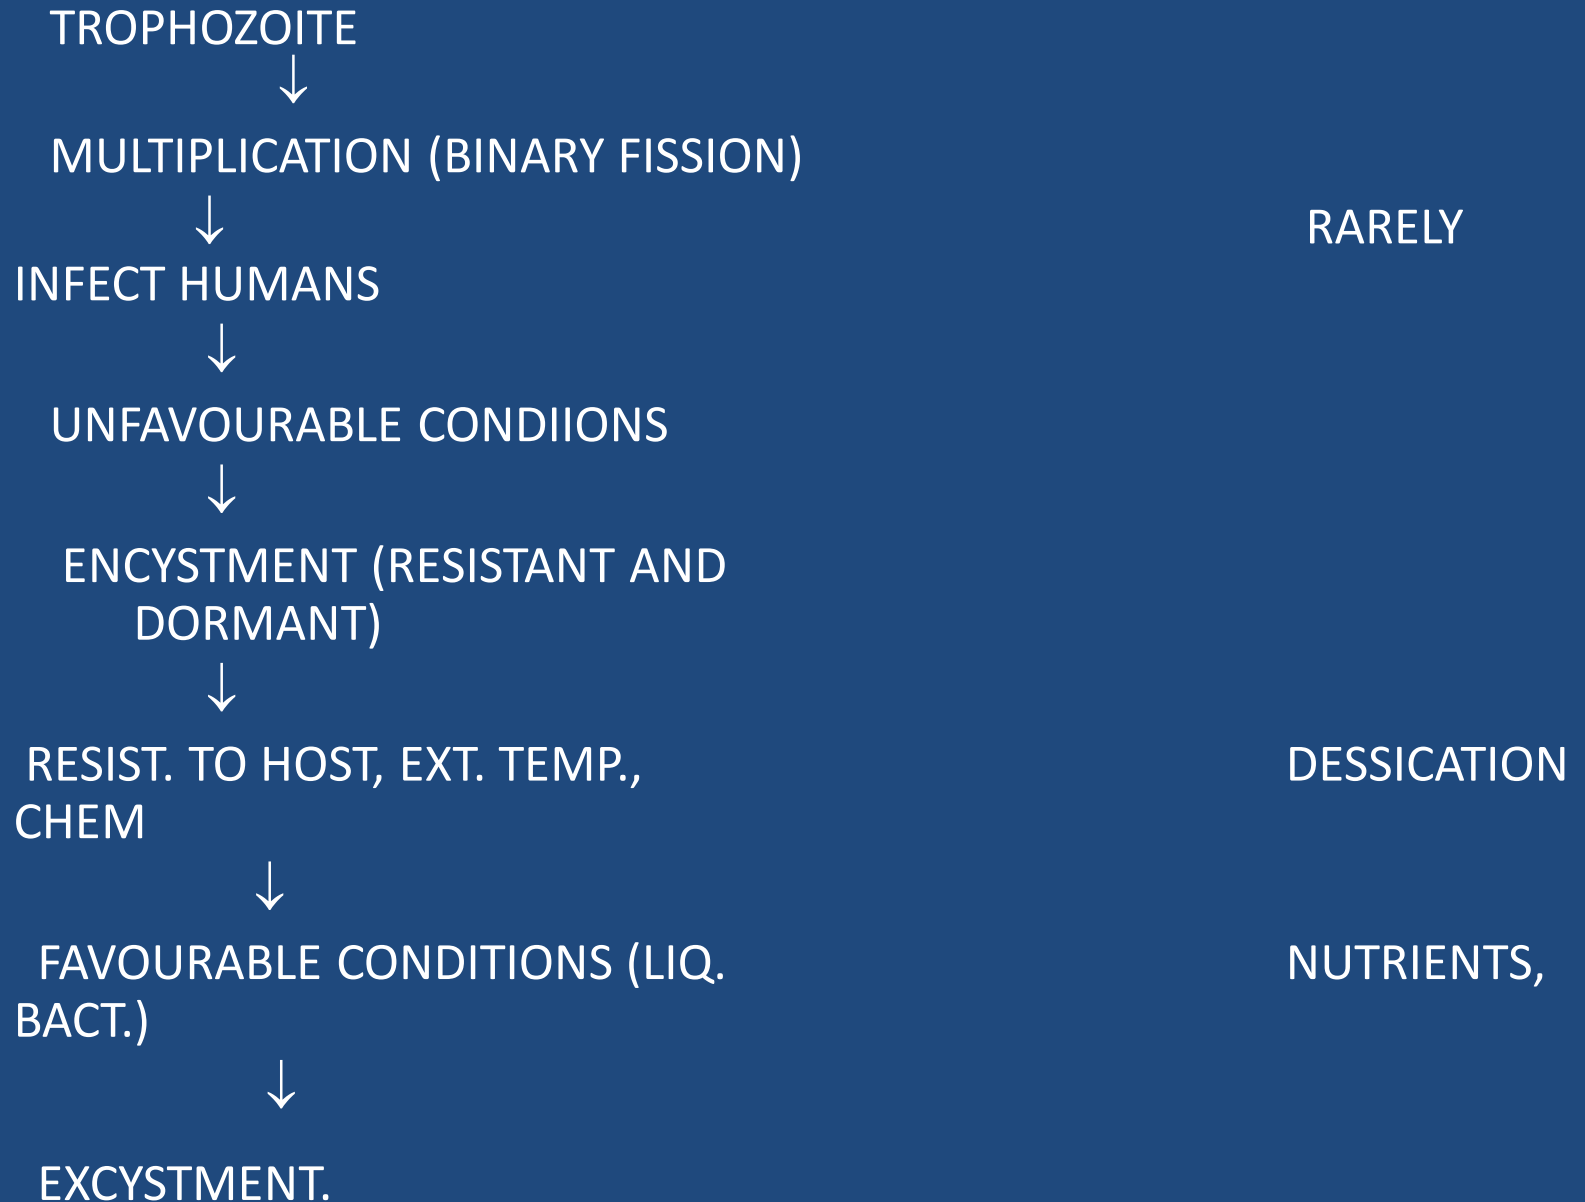 TROPHOZOITE
↓
MULTIPLICATION (BINARY FISSION)
↓ RARELY
INFECT HUMANS
↓
UNFAVOURABLE CONDIIONS
↓
ENCYSTMENT (RESISTANT AND
DORMANT)
↓
RESIST. TO HOST, EXT. TEMP., DESSICATION
CHEM
↓
FAVOURABLE CONDITIONS (LIQ. NUTRIENTS,
BACT.)
↓
EXCYSTMENT.